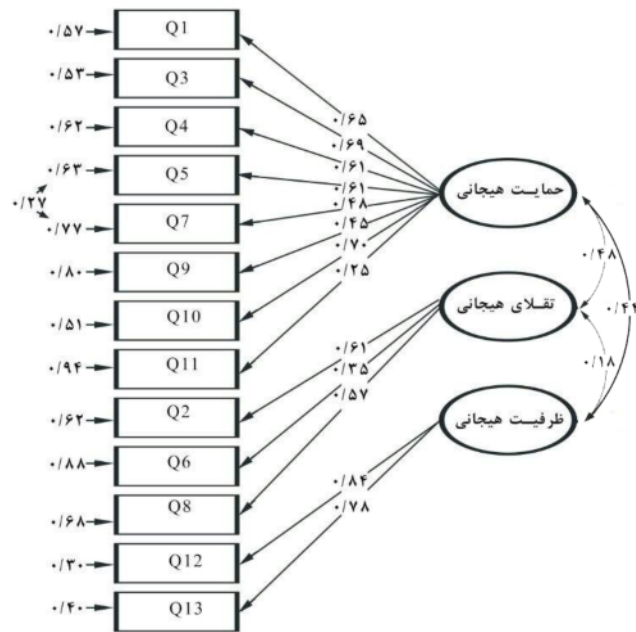 ۰/۵۷ Q1
۰/۵۳ Q3
۰/۶۲ Q4
۰/۶۳ Q5
۰/۲۷
۰/۷۷ Q7
۰/۸۰ Q9
۰/۵۱ Q10
۰/۹۴ Q11
۰/۶۲ Q2
۰/۸۸ Q6
۰/۶۸ Q8
۰/۳۰ Q12
۰/۴۰ Q13
۰/۶۵
۰/۶۹
۰/۶۱
۰/۶۱
۰/۴۸
۰/۴۵
۰/۷۰
۰/۲۵
۰/۶۱
۰/۳۵
۰/۵۷
۰/۸۴
۰/۷۸
حمایت هیجانی
تقلای هیجانی
ظرفیت هیجانی
۰/۴۸
۰/۴۴
۰/۱۸